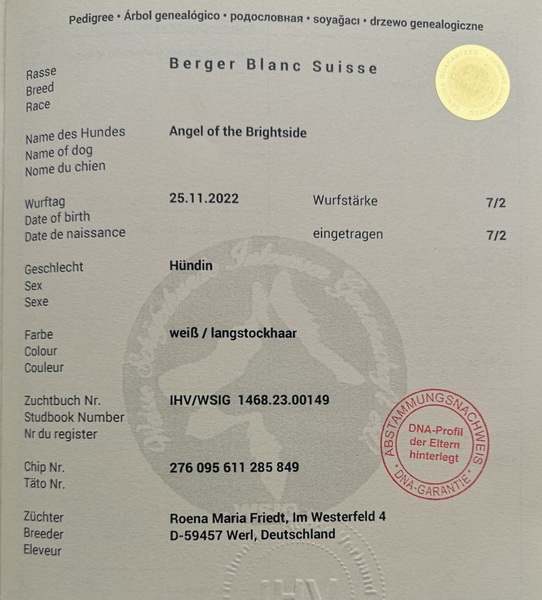 Pedigree • Árbol genealógico • родословная • soyağacı • drzewo genealogiczne
Rasse
Breed
Race
Berger Blanc Suisse
Name des Hundes
Name of dog
Nome du chien
Angel of the Brightside
Wurftag
Date of birth
Date de naissance
25.11.2022
Wurfstärke 7/2
eingetragen 7/2
Geschlecht
Sex
Sexe
Hündin
Farbe
Colour
Couleur
weiß / langstockhaar
Zuchtbuch Nr.
Studbook Number
Nr du register
IHV/WSIG 1468.23.00149
ABSTAMMUNGSNACHWEIS
DNA-Profil
der Eltern
hinterlegt
• DNA-GARANTIE •
Chip Nr.
Täto Nr.
276 095 611 285 849
Züchter
Breeder
Eleveur
Roena Maria Friedt, Im Westerfeld 4
D-59457 Werl, Deutschland
IHV